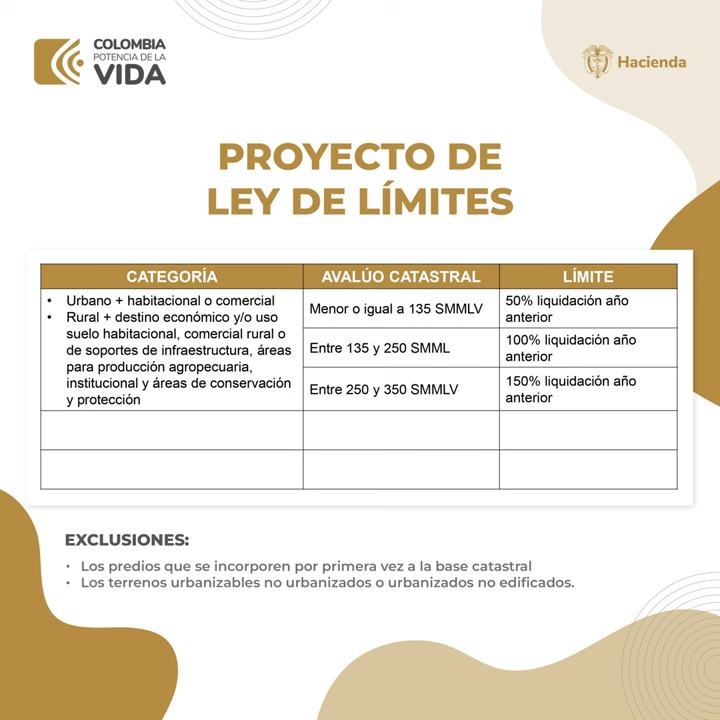 COLOMBIA
POTENCIA DE LA
VIDA
Hacienda
PROYECTO DE
LEY DE LÍMITES
CATEGORÍA
AVALÚO CATASTRAL
LÍMITE
• Urbano + habitacional o comercial
• Rural + destino económico y/o uso
suelo habitacional, comercial rural o
de soportes de infraestructura, áreas
para producción agropecuaria,
institucional y áreas de conservación
y protección
Menor o igual a 135 SMMLV
50% liquidación año
anterior
Entre 135 y 250 SMML
100% liquidación año
anterior
Entre 250 y 350 SMMLV
150% liquidación año
anterior
EXCLUSIONES:
• Los predios que se incorporen por primera vez a la base catastral
• Los terrenos urbanizables no urbanizados o urbanizados no edificados.